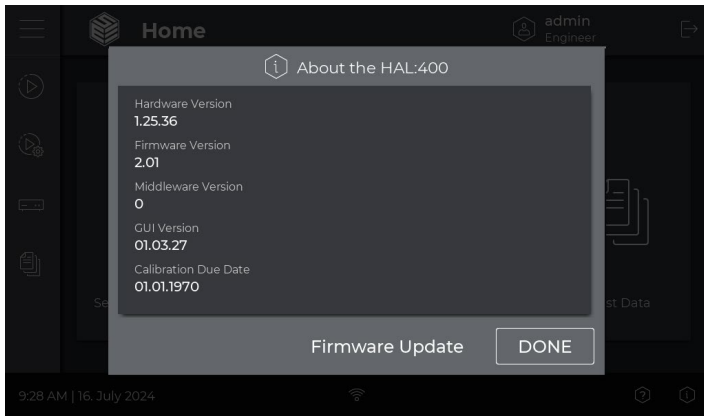 Home
admin
Engineer
About the HAL:400
Hardware Version
1.25.36
Firmware Version
2.01
Middleware Version
0
GUI Version
01.03.27
Calibration Due Date
01.01.1970
Se
st Data
Firmware Update
DONE
9:28 AM | 16. July 2024